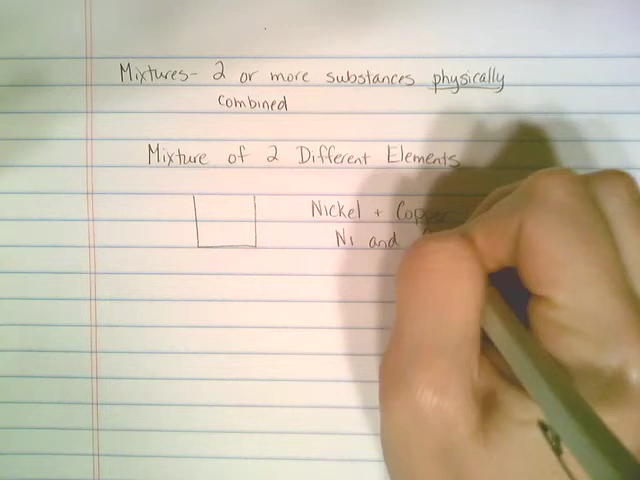 Mixtures- 2 or more substances physically
combined
Mixture of 2 Different Elements
Nickel + Copper
Ni and